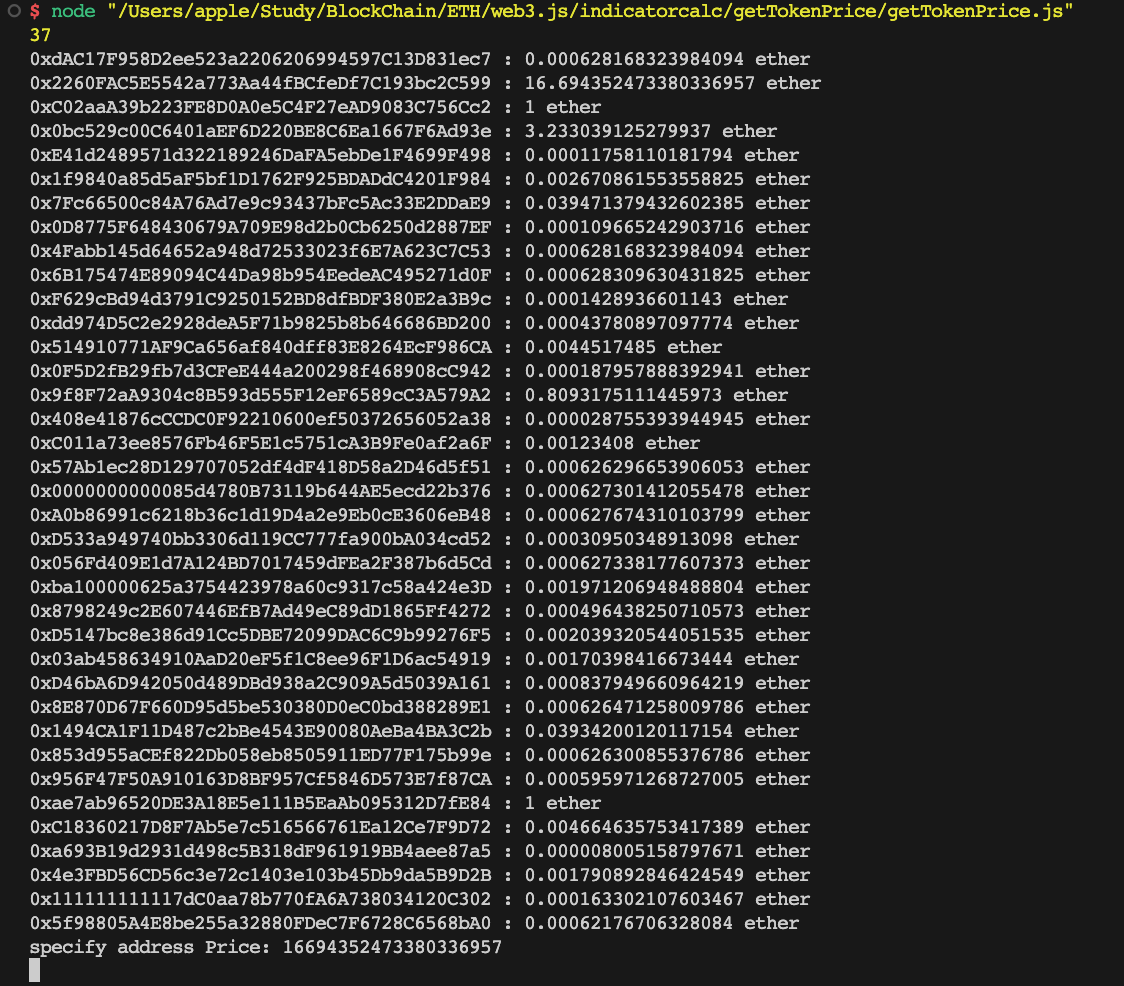 $ node "/Users/apple/Study/BlockChain/ETH/web3.js/indicatorcalc/getTokenPrice/getTokenPrice.js"
37
0xdAC17F958D2ee523a2206206994597C13D831ec7 : 0.000628168323984094 ether
0x2260FAC5E5542a773Aa44fBCfeDf7C193bc2C599 : 16.694352473380336957 ether
0xC02aaA39b223FE8D0A0e5C4F27eAD9083C756Cc2 : 1 ether
0x0bc529c00C6401aEF6D220BE8C6Ea1667F6Ad93e : 3.233039125279937 ether
0xE41d2489571d322189246DaFA5ebDe1F4699F498 : 0.00011758110181794 ether
0x1f9840a85d5aF5bf1D1762F925BDADdC4201F984 : 0.002670861553558825 ether
0x7Fc66500c84A76Ad7e9c93437bFc5Ac33E2DDaE9 : 0.039471379432602385 ether
0x0D8775F648430679A709E98d2b0Cb6250d2887EF : 0.000109665242903716 ether
0x4Fabb145d64652a948d72533023f6E7A623C7C53 : 0.000628168323984094 ether
0x6B175474E89094C44Da98b954EedeAC495271d0F : 0.000628309630431825 ether
0xF629cBd94d3791C9250152BD8dfBDF380E2a3B9c : 0.0001428936601143 ether
0xdd974D5C2e2928deA5F71b9825b8b646686BD200 : 0.00043780897097774 ether
0x514910771AF9Ca656af840dff83E8264EcF986CA : 0.0044517485 ether
0x0F5D2fB29fb7d3CFeE444a200298f468908cC942 : 0.000187957888392941 ether
0x9f8F72aA9304c8B593d555F12eF6589cC3A579A2 : 0.8093175111445973 ether
0x408e41876cCCDC0F92210600ef50372656052a38 : 0.000028755393944945 ether
0xC011a73ee8576Fb46F5E1c5751cA3B9Fe0af2a6F : 0.00123408 ether
0x57Ab1ec28D129707052df4dF418D58a2D46d5f51 : 0.000626296653906053 ether
0x0000000000085d4780B73119b644AE5ecd22b376 : 0.000627301412055478 ether
0xA0b86991c6218b36c1d19D4a2e9Eb0cE3606eB48 : 0.000627674310103799 ether
0xD533a949740bb3306d119CC777fa900bA034cd52 : 0.00030950348913098 ether
0x056Fd409E1d7A124BD7017459dFEa2F387b6d5Cd : 0.000627338177607373 ether
0xba100000625a3754423978a60c9317c58a424e3D : 0.001971206948488804 ether
0x8798249c2E607446EfB7Ad49eC89dD1865Ff4272 : 0.000496438250710573 ether
0xD5147bc8e386d91Cc5DBE72099DAC6C9b99276F5 : 0.002039320544051535 ether
0x03ab458634910AaD20eF5f1C8ee96F1D6ac54919 : 0.00170398416673444 ether
0xD46bA6D942050d489DBd938a2C909A5d5039A161 : 0.000837949660964219 ether
0x8E870D67F660D95d5be530380D0eC0bd388289E1 : 0.000626471258009786 ether
0x1494CA1F11D487c2bBe4543E90080AeBa4BA3C2b : 0.03934200120117154 ether
0x853d955aCEf822Db058eb8505911ED77F175b99e : 0.000626300855376786 ether
0x956F47F50A910163D8BF957Cf5846D573E7f87CA : 0.000595971268727005 ether
0xae7ab96520DE3A18E5e111B5EaAb095312D7fE84 : 1 ether
0xC18360217D8F7Ab5e7c516566761Ea12Ce7F9D72 : 0.004664635753417389 ether
0xa693B19d2931d498c5B318dF961919BB4aee87a5 : 0.000008005158797671 ether
0x4e3FBD56CD56c3e72c1403e103b45Db9da5B9D2B : 0.001790892846424549 ether
0x111111111117dC0aa78b770fA6A738034120C302 : 0.000163302107603467 ether
0x5f98805A4E8be255a32880FDeC7F6728C6568bA0 : 0.00062176706328084 ether
specify address Price: 16694352473380336957